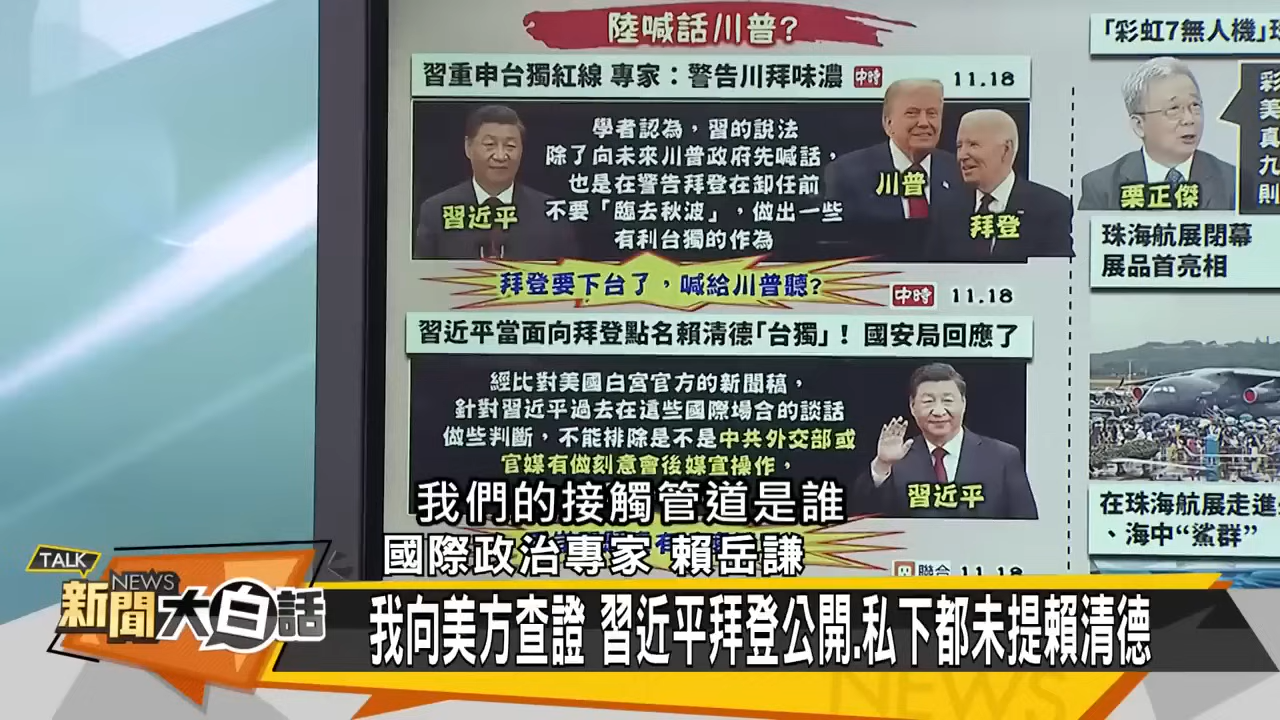 陸喊話川普?
習重申台獨紅線 專家：警告川拜味濃 中時 11.18
學者認為，習的說法
除了向未來川普政府先喊話，
也是在警告拜登在卸任前
不要「臨去秋波」，做出一些
有利台獨的作為
習近平
川普
拜登
拜登要下台了，喊給川普聽?
中時 11.18
習近平當面向拜登點名賴清德「台獨」！ 國安局回應了
經比對美國白宮官方的新聞稿，
針對習近平過去在這些國際場合的談話
做些判斷，不能排除是不是中共外交部或
官媒有做刻意會後媒宣操作，
習近平
聯合 11.18
「彩虹7無人機」
彩
美
真
九
則
栗正傑
珠海航展閉幕
展品首亮相
在珠海航展走進
、海中“鯊群”
我們的接觸管道是誰
國際政治專家 賴岳謙
TALK
NEWS
新聞大白話
我向美方查證 習近平拜登公開.私下都未提賴清德
NEWS